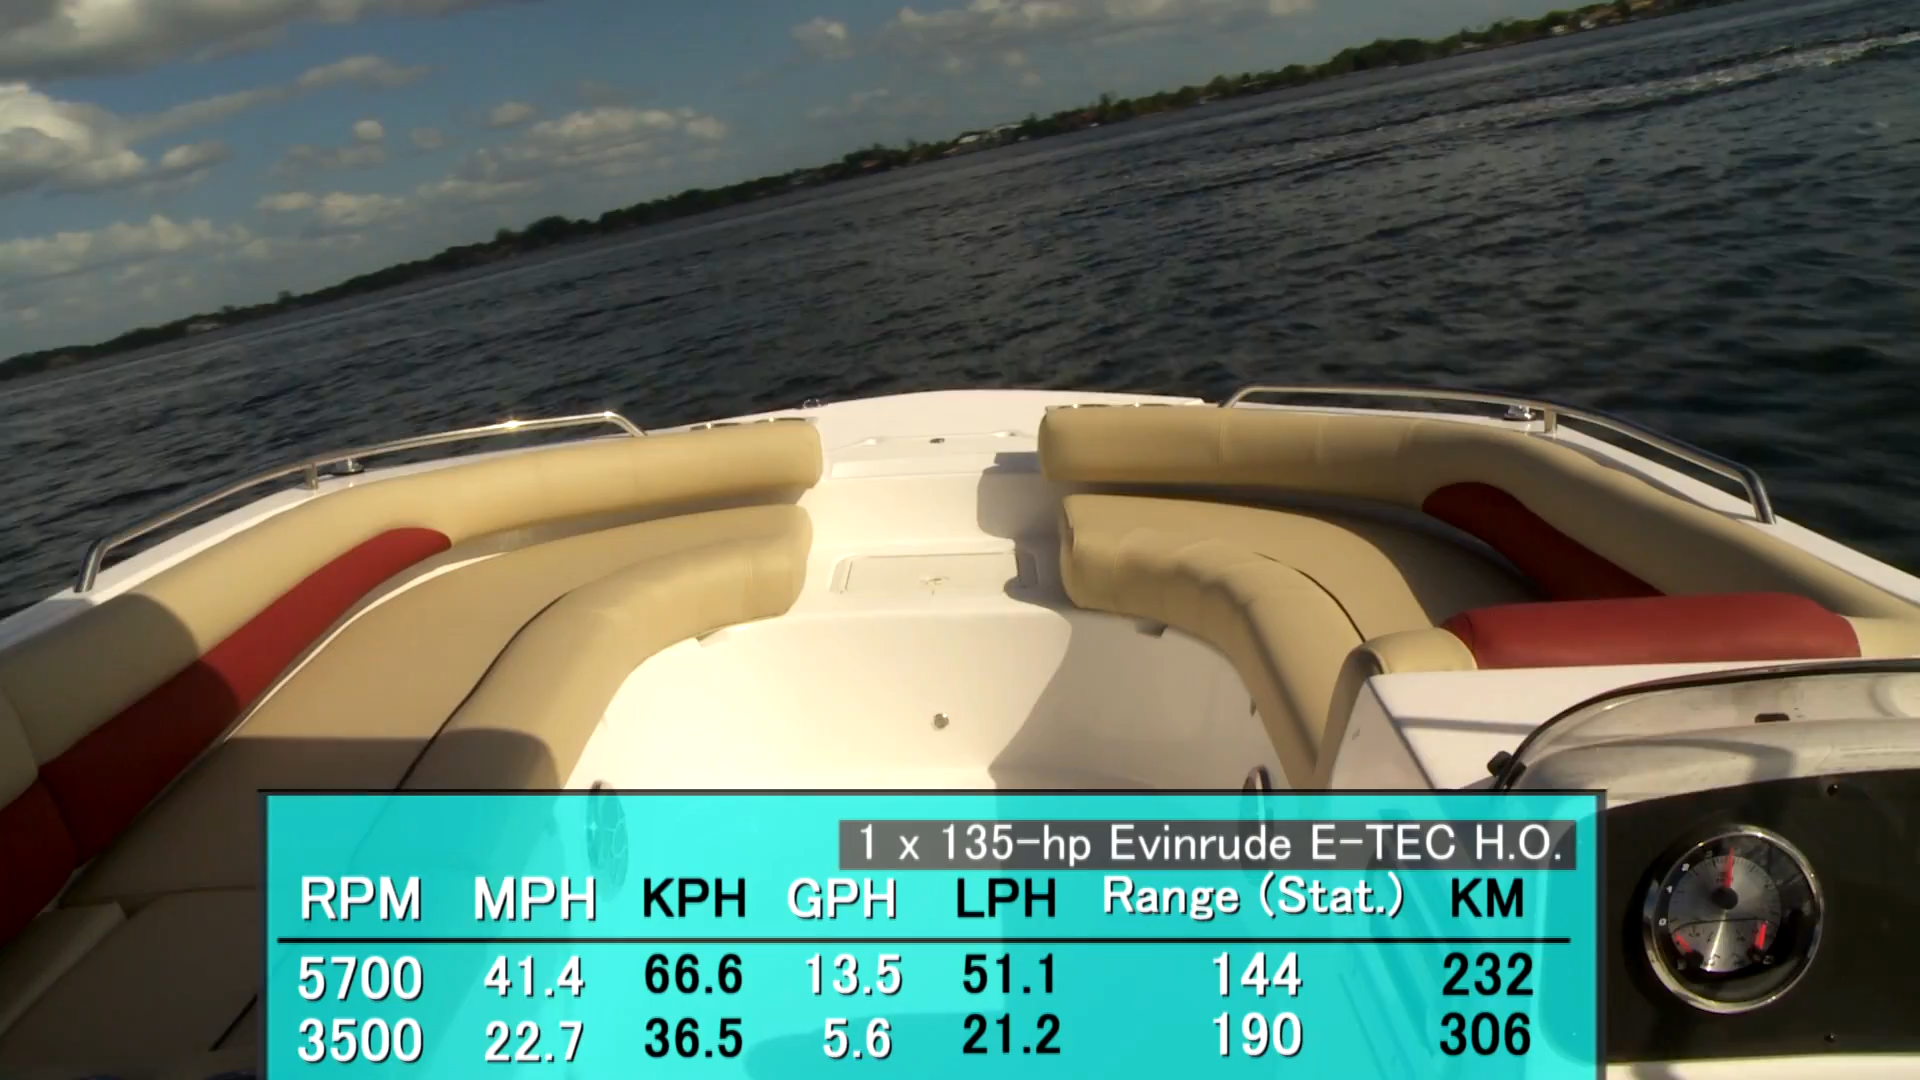 1 x 135-hp Evinrude E-TEC H.O.
RPM MPH KPH GPH LPH Range (Stat.) KM
5700 41.4 66.6 13.5 51.1 144 232
3500 22.7 36.5 5.6 21.2 190 306